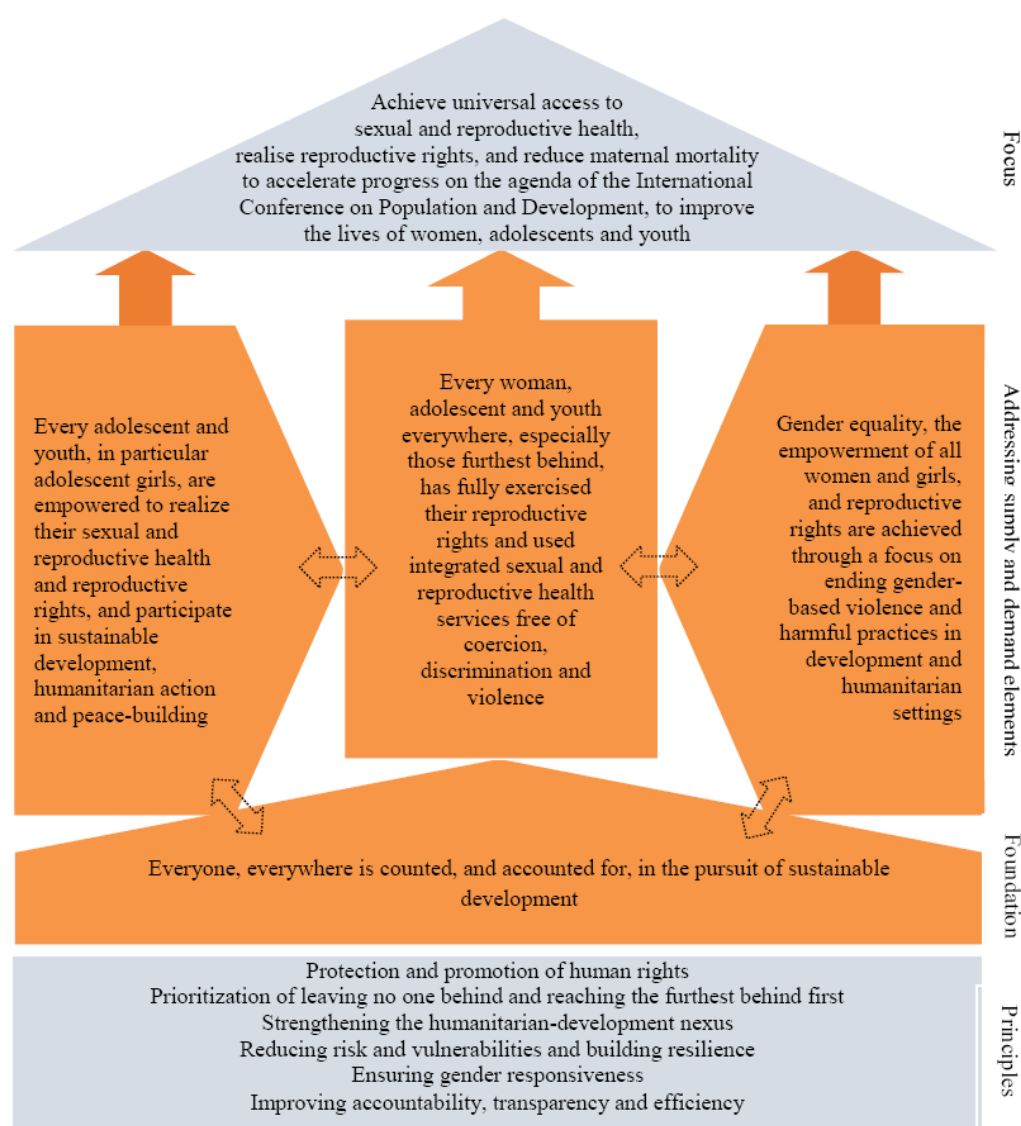 Achieve universal access to
sexual and reproductive health,
realise reproductive rights, and reduce maternal mortality
to accelerate progress on the agenda of the International
Conference on Population and Development, to improve
the lives of women, adolescents and youth
Focus
Every adolescent and
youth, in particular
adolescent girls, are
empowered to realize
their sexual and
reproductive health
and reproductive
rights, and participate
in sustainable
development,
humanitarian action
and peace-building
Every woman,
adolescent and youth
everywhere, especially
those furthest behind,
has fully exercised
their reproductive
rights and used
integrated sexual and
reproductive health
services free of
coercion,
discrimination and
violence
Gender equality, the
empowerment of all
women and girls,
and reproductive
rights are achieved
through a focus on
ending gender-
based violence and
harmful practices in
development and
humanitarian
settings
Addressing supply and demand elements
Everyone, everywhere is counted, and accounted for, in the pursuit of sustainable
development
Foundation
Protection and promotion of human rights
Prioritization of leaving no one behind and reaching the furthest behind first
Strengthening the humanitarian-development nexus
Reducing risk and vulnerabilities and building resilience
Ensuring gender responsiveness
Improving accountability, transparency and efficiency
Principles